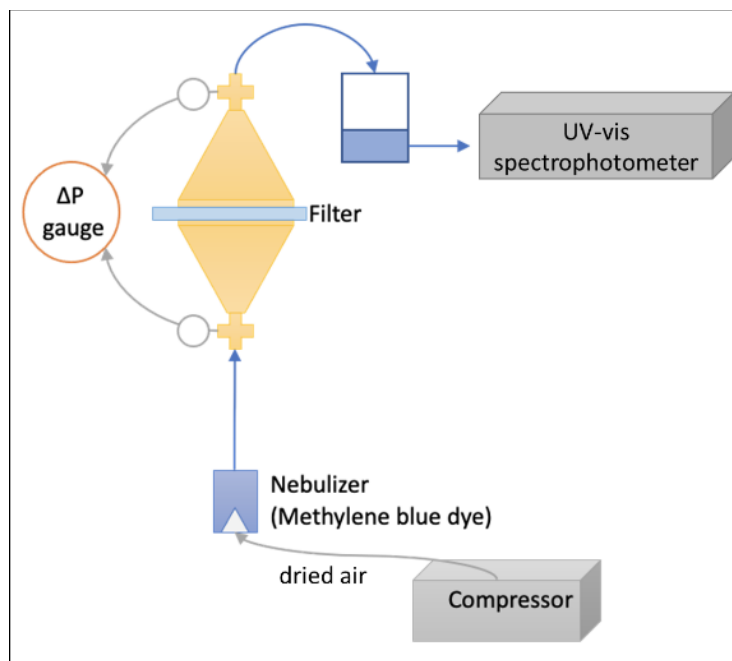 UV-vis
spectrophotometer
ΔP
gauge
Filter
Nebulizer
(Methylene blue dye)
dried air
Compressor